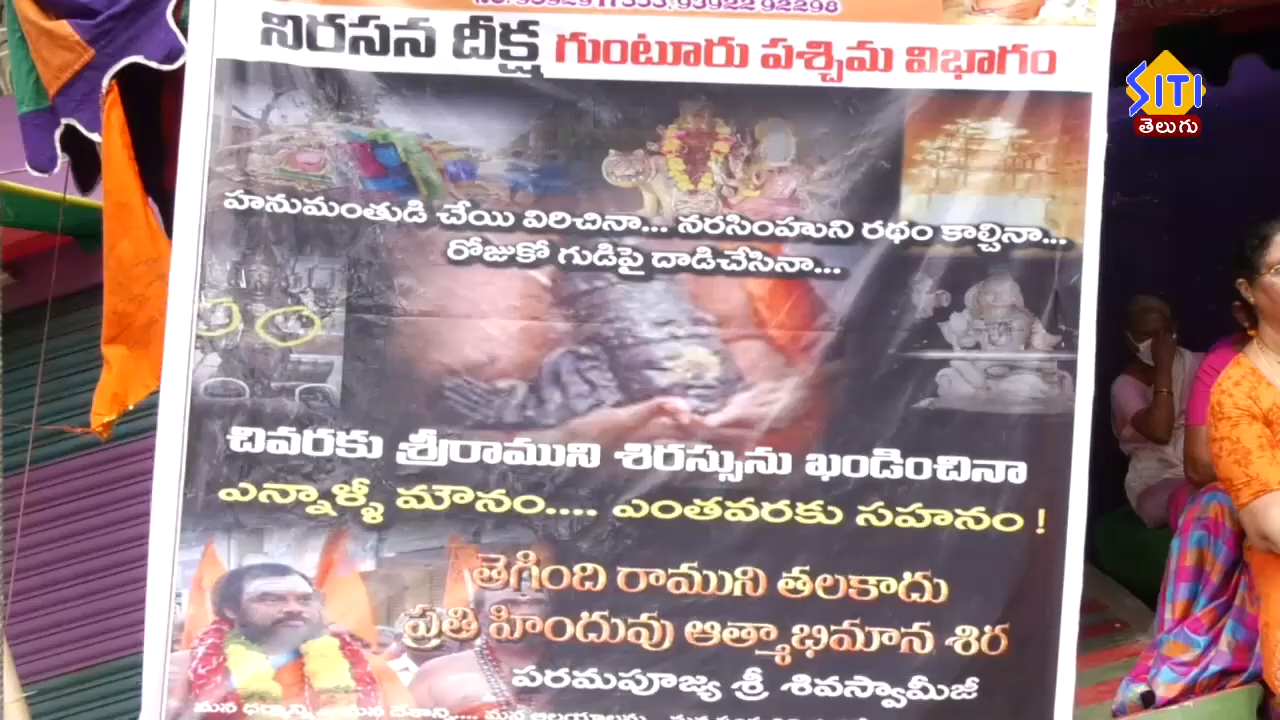 నిరసన దీక్ష గుంటూరు పశ్చిమ విభాగం
SITI
తెలుగు
హనుమంతుడి చేయి విరిచినా... నరసింహుని రథం కాల్చినా...
రోజుకో గుడిపై దాడిచేసినా...
చివరకు శ్రీరాముని శిరస్సును ఖండించినా
ఎన్నాళ్ళీ మౌనం.... ఎంతవరకు సహనం !
తెగింది రాముని తలకాదు
ప్రతి హిందువు ఆత్మాభిమాన శిర
పరమపూజ్య శ్రీ శివస్వామీజీ